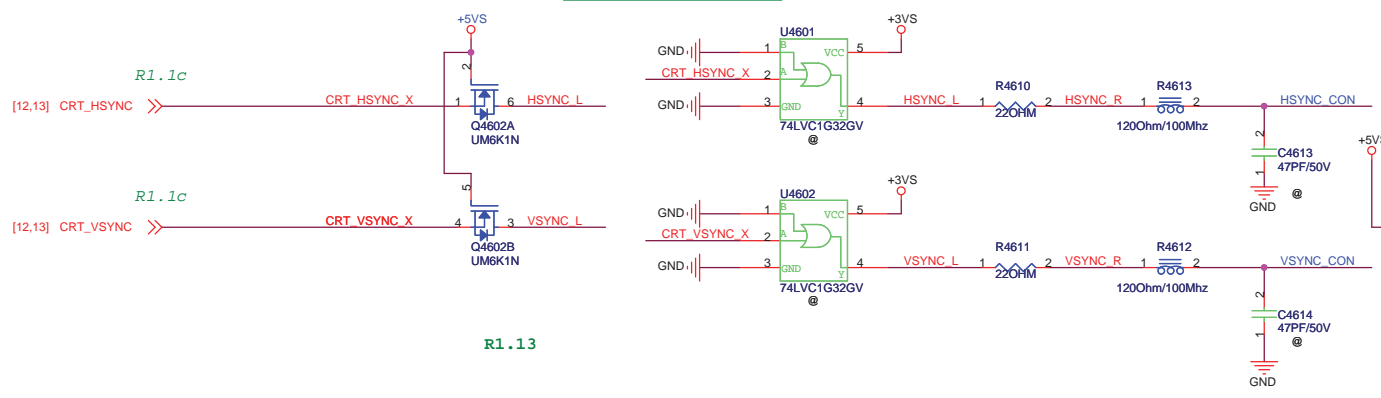 +5VS
R1.1c
[12,13] CRT_HSYNC
CRT_HSYNC_X
2
1
6
HSYNC_L
Q4602A
UM6K1N
R1.1c
[12,13] CRT_VSYNC
CRT_VSYNC_X
5
4
3
VSYNC_L
Q4602B
UM6K1N
R1.13
U4601
+3VS
GND
1
B
VCC
5
CRT_HSYNC_X
2
A
GND
3
GND
Y
4
74LVC1G32GV
@
HSYNC_L
R4610
1
2
22OHM
HSYNC_R
R4613
1
2
120Ohm/100Mhz
HSYNC_CON
2
C4613
47PF/50V
1
@
GND
+5VS
U4602
+3VS
GND
1
B
VCC
5
CRT_VSYNC_X
2
A
GND
3
GND
Y
4
74LVC1G32GV
@
VSYNC_L
R4611
1
2
22OHM
VSYNC_R
R4612
1
2
120Ohm/100Mhz
VSYNC_CON
2
C4614
47PF/50V
1
@
GND